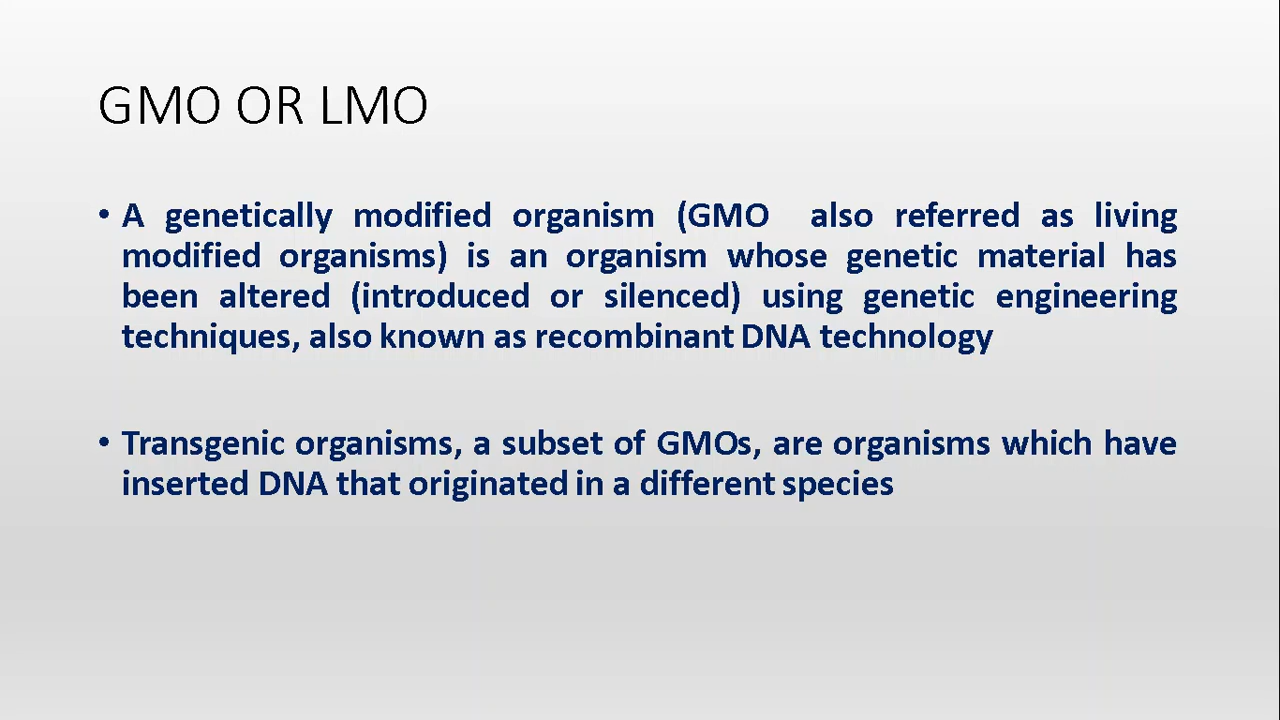 GMO OR LMO
• A genetically modified organism (GMO also referred as living
modified organisms) is an organism whose genetic material has
been altered (introduced or silenced) using genetic engineering
techniques, also known as recombinant DNA technology
• Transgenic organisms, a subset of GMOs, are organisms which have
inserted DNA that originated in a different species